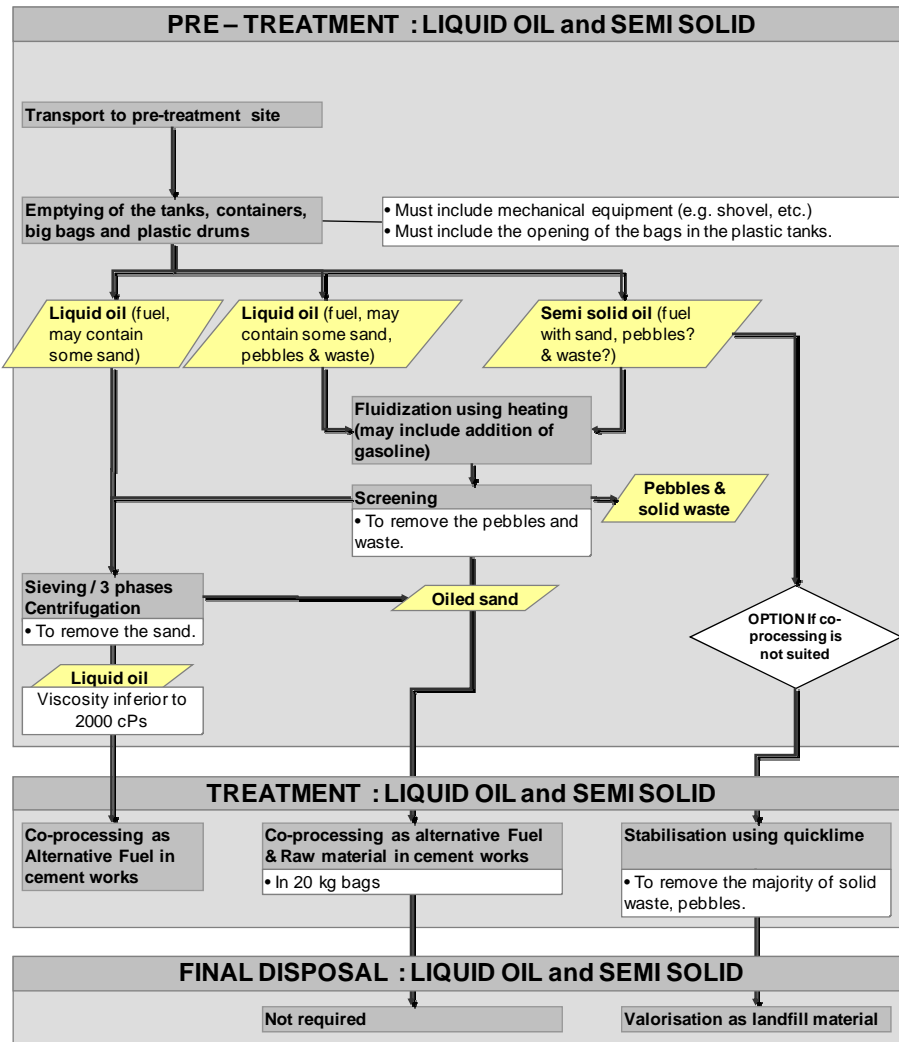 PRE – TREATMENT : LIQUID OIL and SEMI SOLID
Transport to pre-treatment site
Emptying of the tanks, containers,
big bags and plastic drums
• Must include mechanical equipment (e.g. shovel, etc.)
• Must include the opening of the bags in the plastic tanks.
Liquid oil (fuel,
may contain
some sand)
Liquid oil (fuel, may
contain some sand,
pebbles & waste)
Semi solid oil (fuel
with sand, pebbles?
& waste?)
Fluidization using heating
(may include addition of
gasoline)
Screening
• To remove the pebbles and
waste.
Pebbles &
solid waste
Sieving / 3 phases
Centrifugation
• To remove the sand.
Oiled sand
OPTION If co-
processing is
not suited
Liquid oil
Viscosity inferior to
2000 cPs
TREATMENT : LIQUID OIL and SEMI SOLID
Co-processing as
Alternative Fuel in
cement works
Co-processing as alternative Fuel
& Raw material in cement works
• In 20 kg bags
Stabilisation using quicklime
• To remove the majority of solid
waste, pebbles.
FINAL DISPOSAL : LIQUID OIL and SEMI SOLID
Not required
Valorisation as landfill material